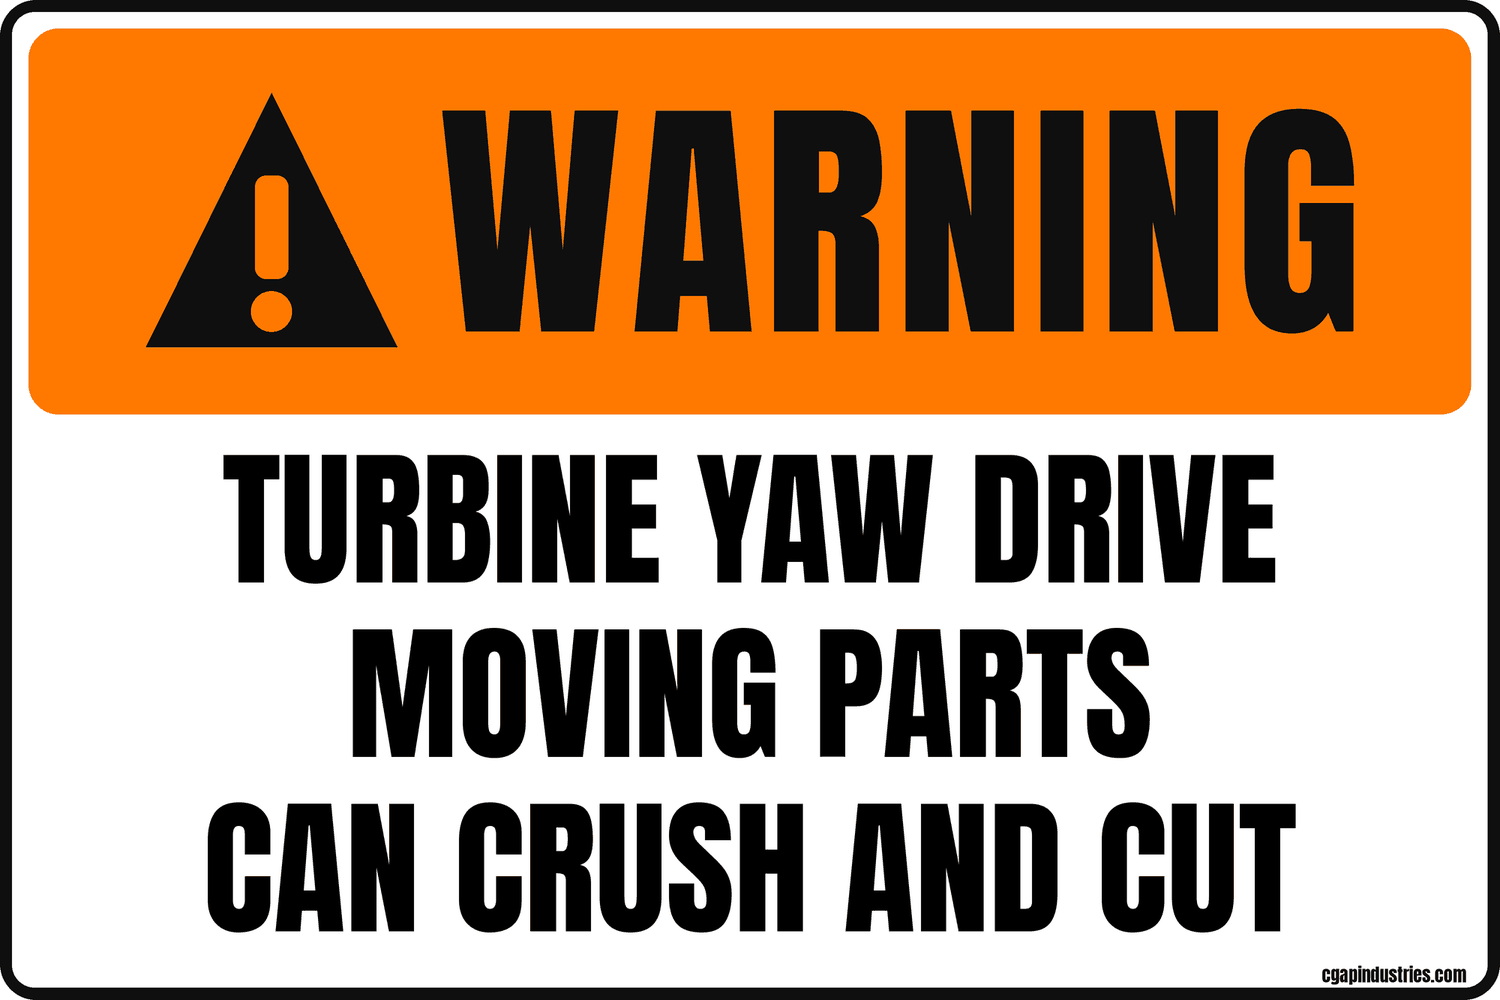 WARNING
TURBINE YAW DRIVE
MOVING PARTS
CAN CRUSH AND CUT
cgapindustries.com